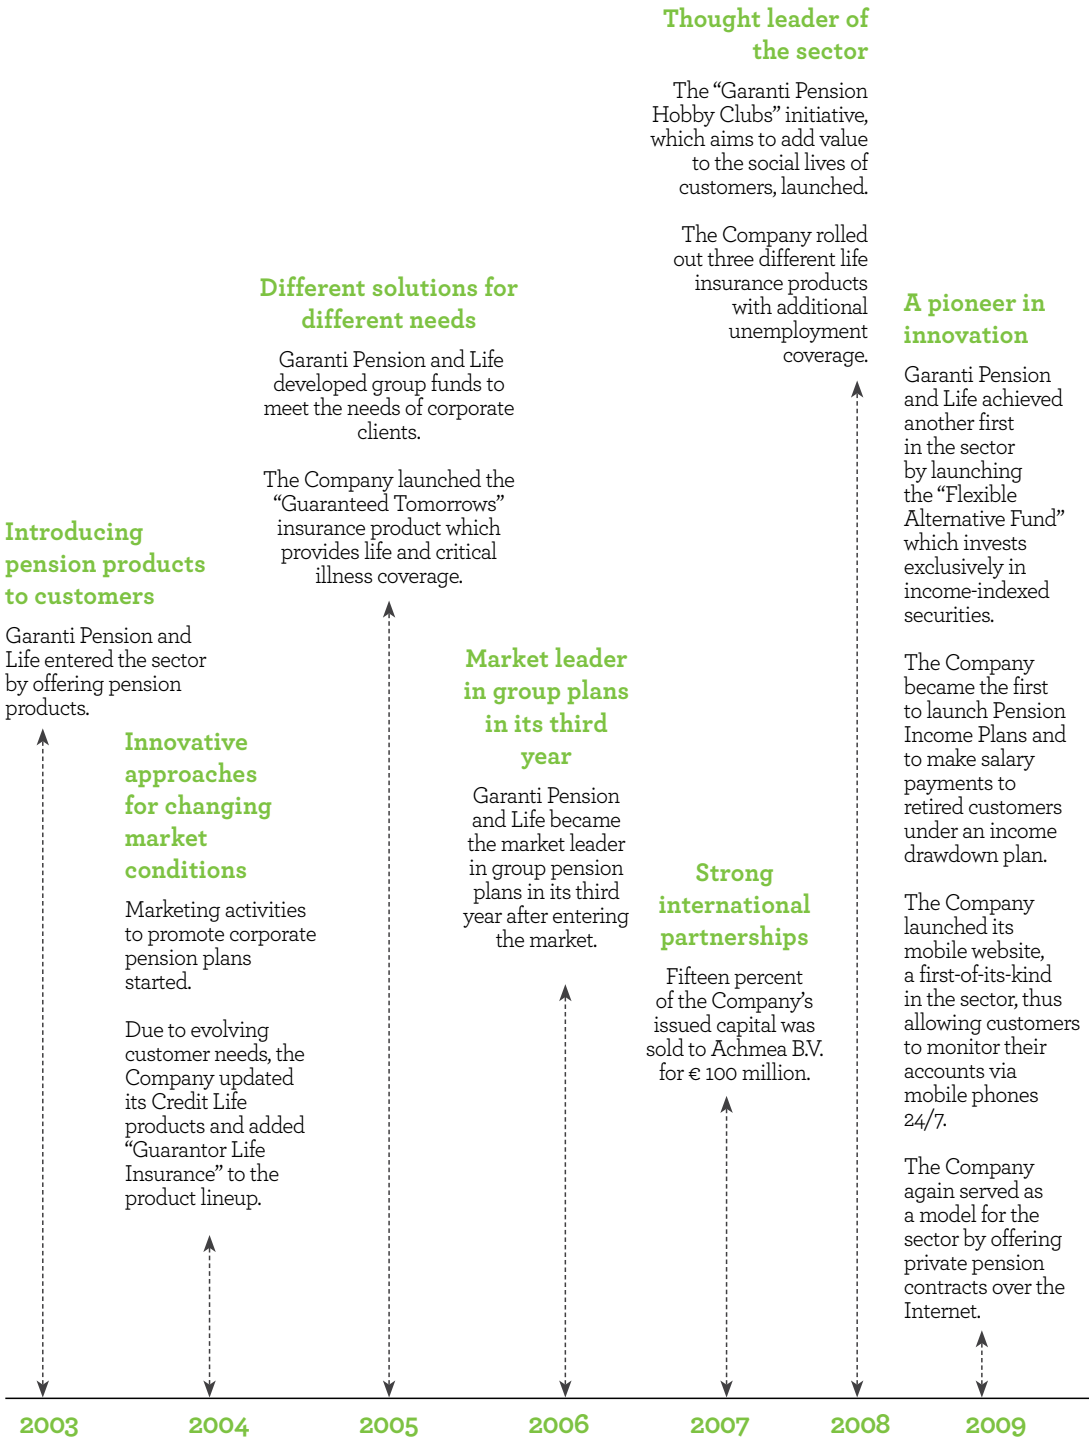 Introducing
pension products
to customers
Garanti Pension and
Life entered the sector
by offering pension
products.
Innovative
approaches
for changing
market
conditions
Marketing activities
to promote corporate
pension plans
started.
Due to evolving
customer needs, the
Company updated
its Credit Life
products and added
“Guarantor Life
Insurance” to the
product lineup.
Different solutions for
different needs
Garanti Pension and Life
developed group funds to
meet the needs of corporate
clients.
The Company launched the
“Guaranteed Tomorrows”
insurance product which
provides life and critical
illness coverage.
Market leader
in group plans
in its third
year
Garanti Pension
and Life became
the market leader
in group pension
plans in its third
year after entering
the market.
Strong
international
partnerships
Fifteen percent
of the Company’s
issued capital was
sold to Achmea B.V.
for € 100 million.
Thought leader of
the sector
The “Garanti Pension
Hobby Clubs” initiative,
which aims to add value
to the social lives of
customers, launched.
The Company rolled
out three different life
insurance products
with additional
unemployment
coverage.
A pioneer in
innovation
Garanti Pension
and Life achieved
another first
in the sector
by launching
the “Flexible
Alternative Fund”
which invests
exclusively in
income-indexed
securities.
The Company
became the first
to launch Pension
Income Plans and
to make salary
payments to
retired customers
under an income
drawdown plan.
The Company
launched its
mobile website,
a first-of-its-kind
in the sector, thus
allowing customers
to monitor their
accounts via
mobile phones
24/7.
The Company
again served as
a model for the
sector by offering
private pension
contracts over the
Internet.
2003 2004 2005 2006 2007 2008 2009